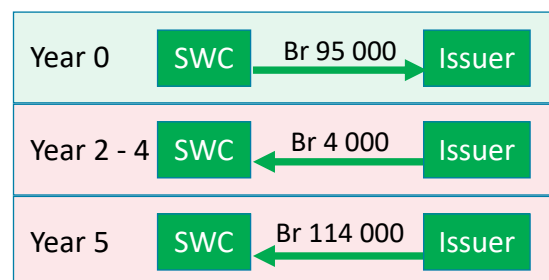 Year 0 SWC Br 95 000 Issuer
Year 2 - 4 SWC Br 4 000 Issuer
Year 5 SWC Br 114 000 Issuer